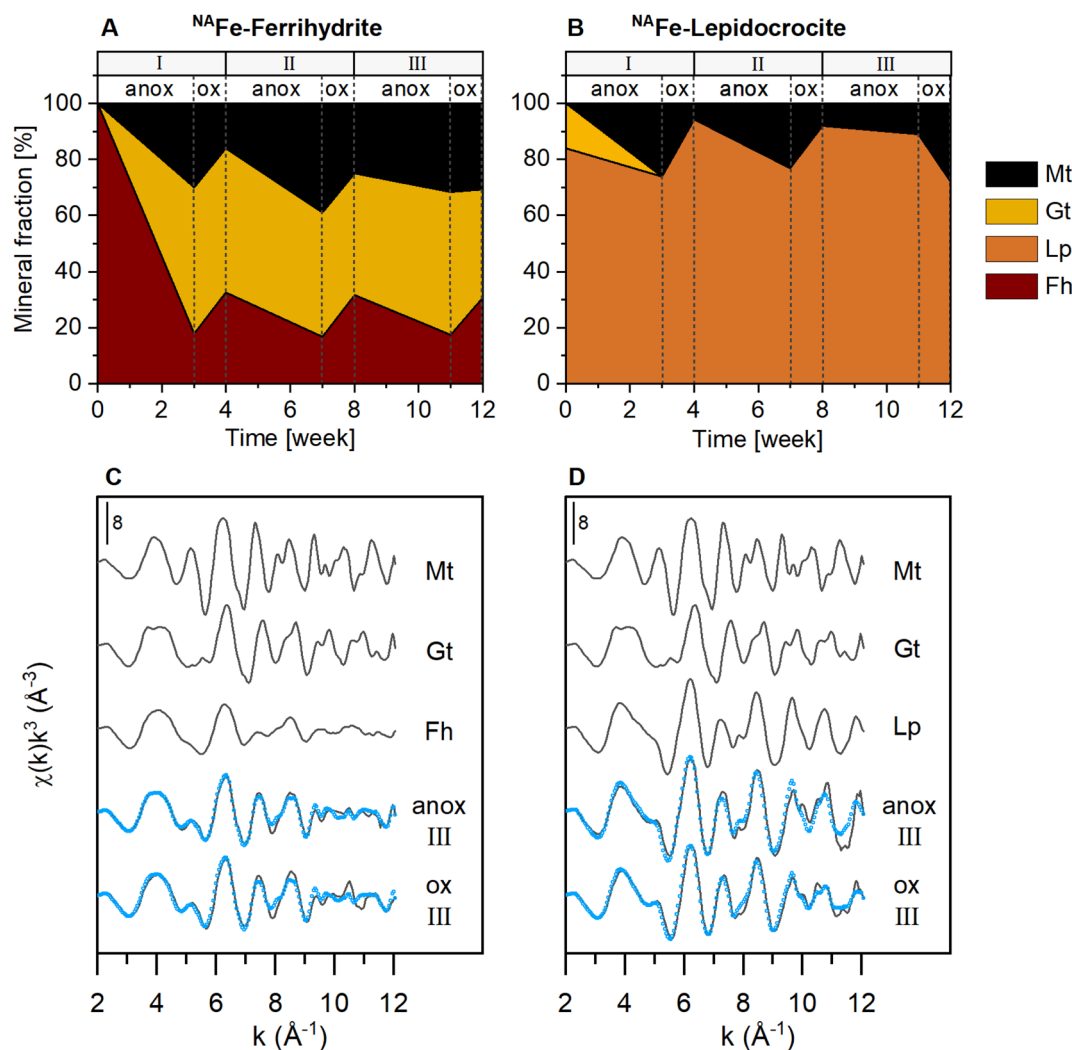 A NAFe-Ferrihydrite
I II III
anox ox anox ox anox ox
100
80
60
40
20
0
Mineral fraction [%]
0 2 4 6 8 10 12
Time [week]
B NAFe-Lepidocrocite
I II III
anox ox anox ox anox ox
100
80
60
40
20
0
0 2 4 6 8 10 12
Time [week]
Mt
Gt
Lp
Fh
C
8
Mt
Gt
Fh
anox
III
ox
III
χ(k)k³ (Å⁻³)
2 4 6 8 10 12
k (Å⁻¹)
D
8
Mt
Gt
Lp
anox
III
ox
III
2 4 6 8 10 12
k (Å⁻¹)